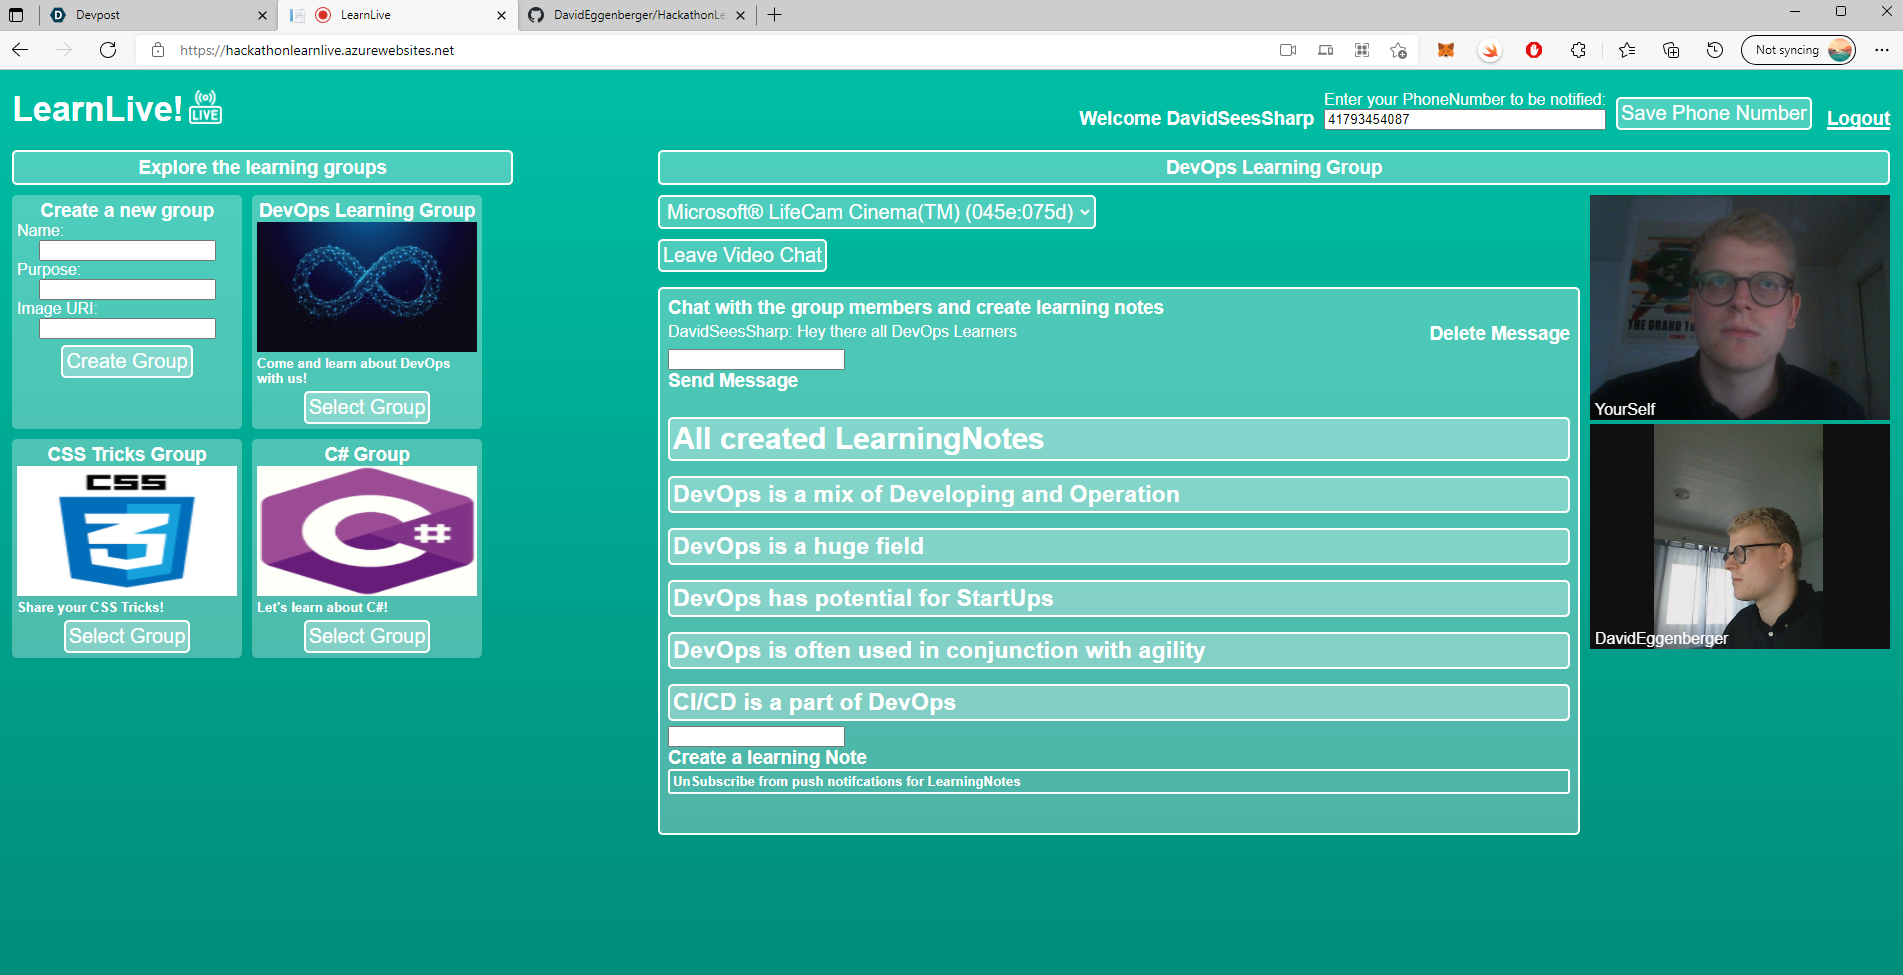 Devpost
LearnLive
DavidEggenberger/HackathonLe
https://hackathonlearnlive.azurewebsites.net
Not syncing
LearnLive!
LIVE
Welcome DavidSeesSharp
Enter your PhoneNumber to be notified:
41793454087
Save Phone Number
Logout
Explore the learning groups
Create a new group
Name:
Purpose:
Image URI:
Create Group
DevOps Learning Group
Come and learn about DevOps
with us!
Select Group
CSS Tricks Group
CSS
3
Share your CSS Tricks!
Select Group
C# Group
C#
Let's learn about C#!
Select Group
DevOps Learning Group
Microsoft® LifeCam Cinema(TM) (045e:075d)
Leave Video Chat
Chat with the group members and create learning notes
DavidSeesSharp: Hey there all DevOps Learners
Delete Message
Send Message
All created LearningNotes
DevOps is a mix of Developing and Operation
DevOps is a huge field
DevOps has potential for StartUps
DevOps is often used in conjunction with agility
CI/CD is a part of DevOps
Create a learning Note
UnSubscribe from push notifcations for LearningNotes
THE GRAND TO
YourSelf
DavidEggenberger